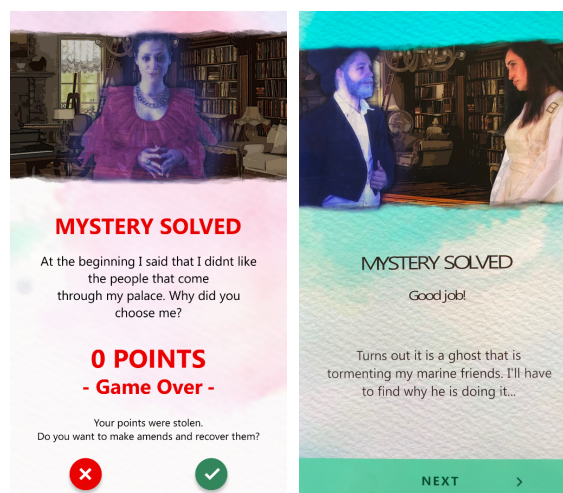 MYSTERY SOLVED
At the beginning I said that I didnt like
the people that come
through my palace. Why did you
choose me?
0 POINTS
- Game Over -
Your points were stolen.
Do you want to make amends and recover them?
MYSTERY SOLVED
Good job!
Turns out it is a ghost that is
tormenting my marine friends. I'll have
to find why he is doing it...
NEXT